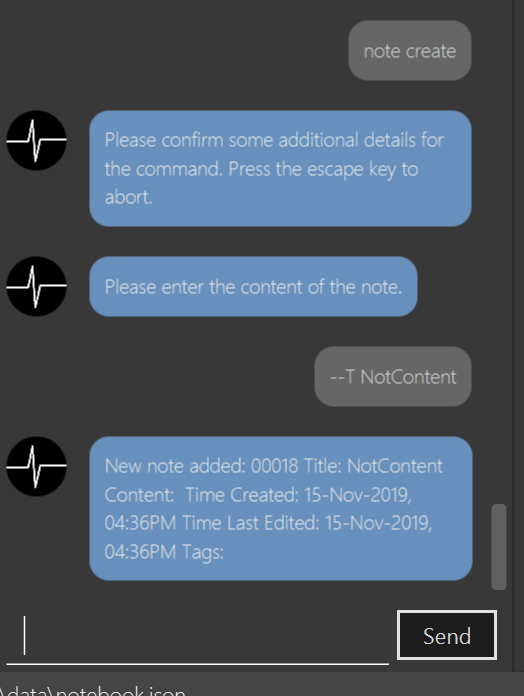 note create
Please confirm some additional details for
the command. Press the escape key to
abort.
Please enter the content of the note.
--T NotContent
New note added: 00018 Title: NotContent
Content:  Time Created: 15-Nov-2019,
04:36PM Time Last Edited: 15-Nov-2019,
04:36PM Tags:
Send
\data\notebook.json